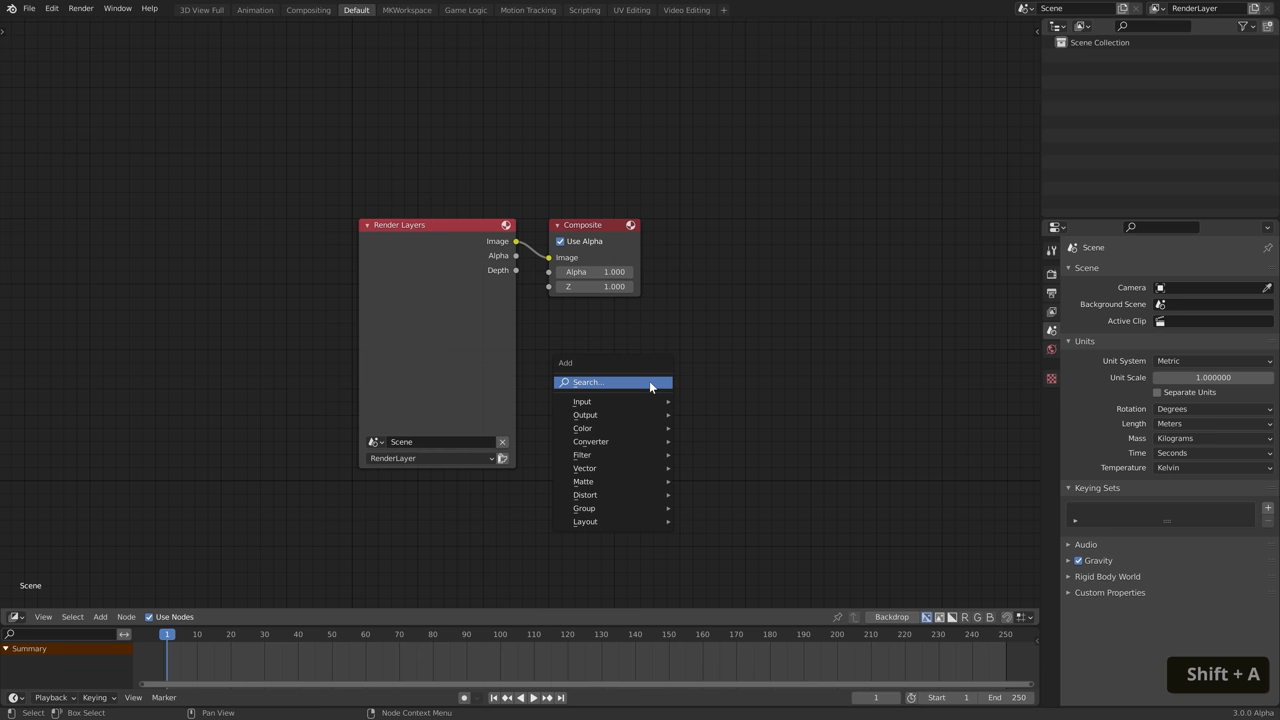 File Edit Render Window Help 3D View Full Animation Compositing Default MKWorkspace Game Logic Motion Tracking Scripting UV Editing Video Editing + Scene RenderLayer
Scene Collection
Render Layers
Image
Alpha
Depth
Scene
RenderLayer
Composite
Use Alpha
Image
Alpha 1.000
Z 1.000
Add
Search...
Input
Output
Color
Converter
Filter
Vector
Matte
Distort
Group
Layout
Scene
Scene
Scene
Camera
Background Scene
Active Clip
Units
Unit System Metric
Unit Scale 1.000000
Separate Units
Rotation Degrees
Length Meters
Mass Kilograms
Time Seconds
Temperature Kelvin
Keying Sets
Audio
Gravity
Rigid Body World
Custom Properties
View Select Add Node Use Nodes Backdrop R G B
1 10 20 30 40 50 60 70 80 90 100 110 120 130 140 150 160 170 180 190 200 210 220 230 240 250
Summary
Shift + A
Playback Keying View Marker 1 Start 1 End 250
Select Box Select Pan View Node Context Menu 3.0.0 Alpha